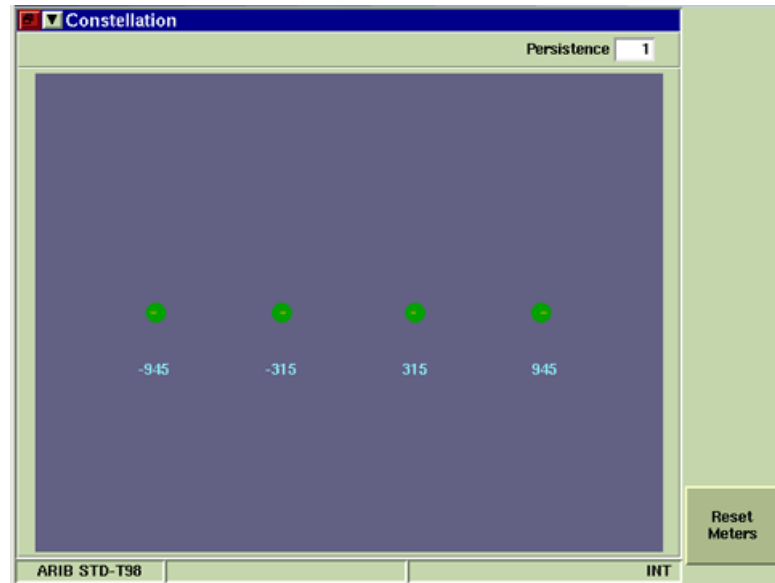 Constellation
Persistence 1
-945 -315 315 945
Reset
Meters
ARIB STD-T98 INT